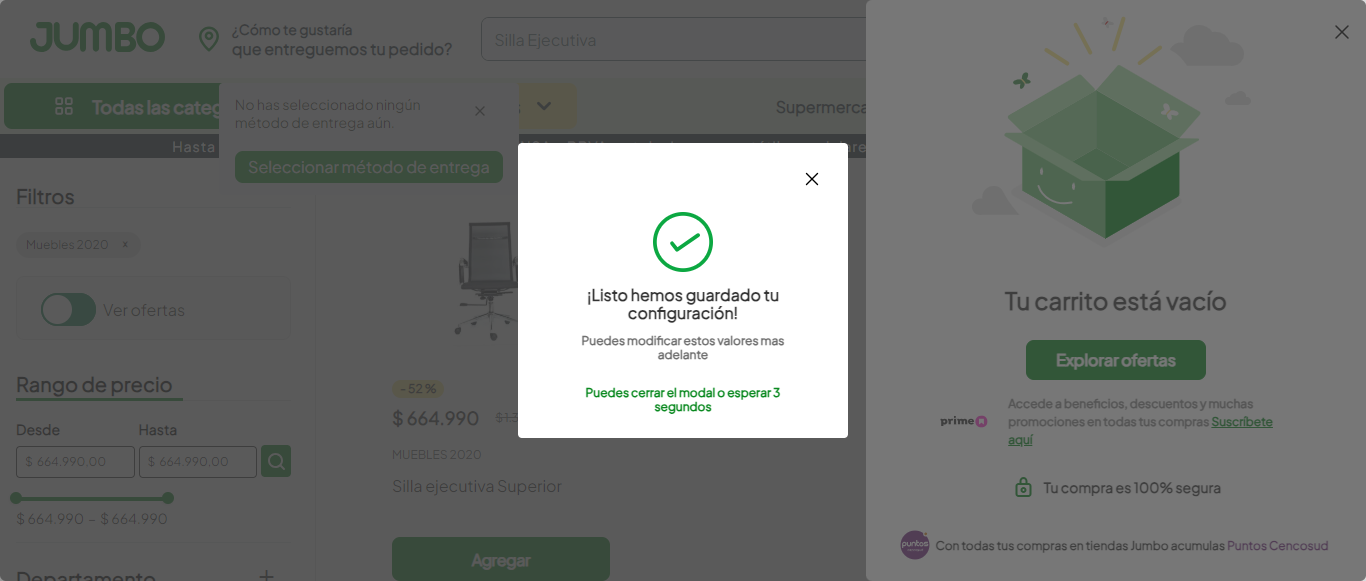 JUMBO
¿Cómo te gustaría
que entreguemos tu pedido?
Silla Ejecutiva
Todas las categ
No has seleccionado ningún
método de entrega aún.
Seleccionar método de entrega
Supermerca
Hasta
Filtros
Muebles 2020 x
Ver ofertas
Rango de precio
Desde
Hasta
$ 664.990,00
$ 664.990,00
$ 664.990 – $ 664.990
Departamento
-52 %
$ 664.990
MUEBLES 2020
Silla ejecutiva Superior
Agregar
¡Listo hemos guardado tu
configuración!
Puedes modificar estos valores mas
adelante
Puedes cerrar el modal o esperar 3
segundos
Tu carrito está vacío
Explorar ofertas
prime
Accede a beneficios, descuentos y muchas
promociones en todas tus compras Suscríbete
aquí
Tu compra es 100% segura
puntos
Con todas tus compras en tiendas Jumbo acumulas Puntos Cencosud